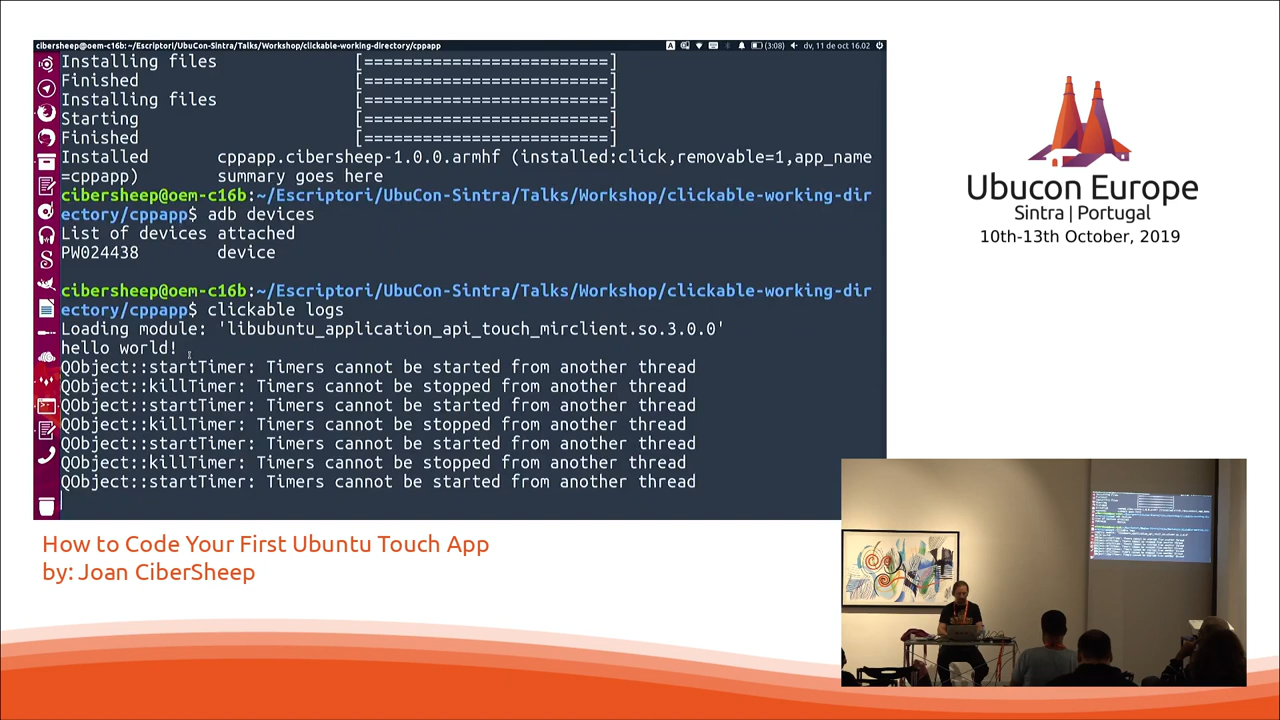 cibersheep@oem-c16b: ~/Escriptori/UbuCon-Sintra/Talks/Workshop/clickable-working-directory/cppapp
(3:08)
dv, 11 de oct 16.02
Installing files [=========================]
Finished [=========================]
Installing files [=========================]
Starting [=========================]
Finished [=========================]
Installed cppapp.cibersheep-1.0.0.armhf (installed:click,removable=1,app_name
=cppapp) summary goes here
cibersheep@oem-c16b:~/Escriptori/UbuCon-Sintra/Talks/Workshop/clickable-working-dir
ectory/cppapp$ adb devices
List of devices attached
PW024438 device
cibersheep@oem-c16b:~/Escriptori/UbuCon-Sintra/Talks/Workshop/clickable-working-dir
ectory/cppapp$ clickable logs
Loading module: 'libubuntu_application_api_touch_mirclient.so.3.0.0'
hello world!
QObject::startTimer: Timers cannot be started from another thread
QObject::killTimer: Timers cannot be stopped from another thread
QObject::startTimer: Timers cannot be started from another thread
QObject::killTimer: Timers cannot be stopped from another thread
QObject::startTimer: Timers cannot be started from another thread
QObject::killTimer: Timers cannot be stopped from another thread
QObject::startTimer: Timers cannot be started from another thread
Ubucon Europe
Sintra | Portugal
10th-13th October, 2019
How to Code Your First Ubuntu Touch App
by: Joan CiberSheep